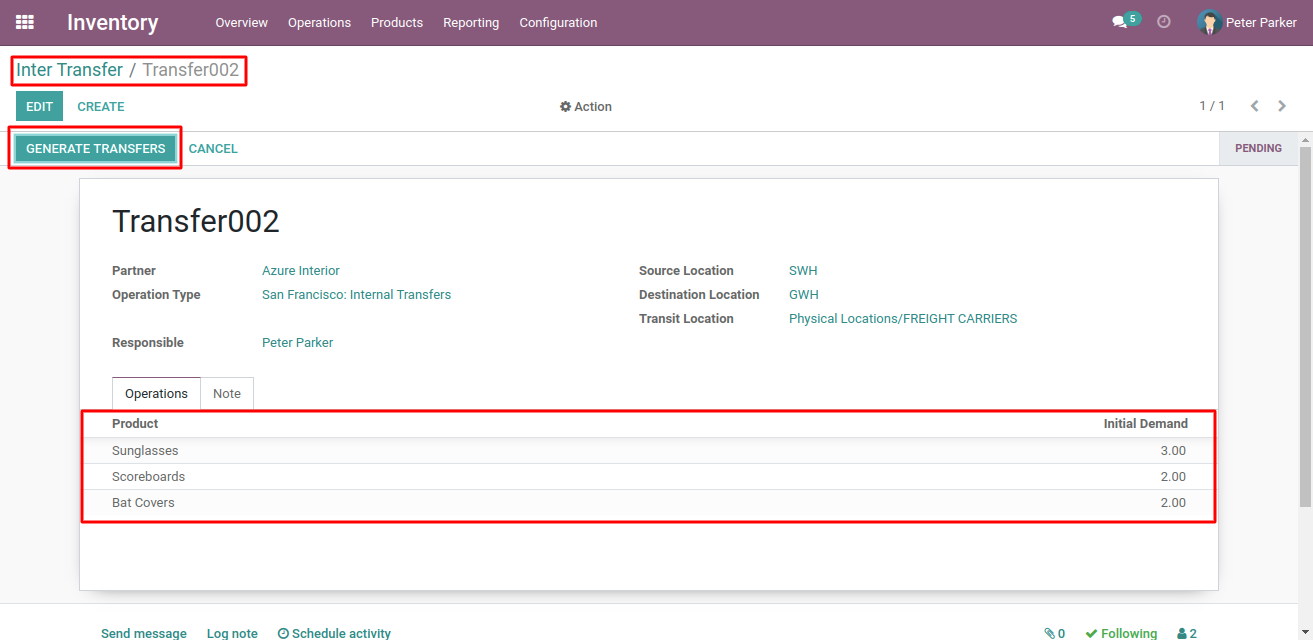 Inventory Overview Operations Products Reporting Configuration 5 Peter Parker
Inter Transfer / Transfer002
EDIT CREATE Action 1 / 1
GENERATE TRANSFERS CANCEL PENDING
Transfer002
Partner Azure Interior Source Location SWH
Operation Type San Francisco: Internal Transfers Destination Location GWH
Transit Location Physical Locations/FREIGHT CARRIERS
Responsible Peter Parker
Operations Note
Product Initial Demand
Sunglasses 3.00
Scoreboards 2.00
Bat Covers 2.00
Send message Log note Schedule activity 0 Following 2